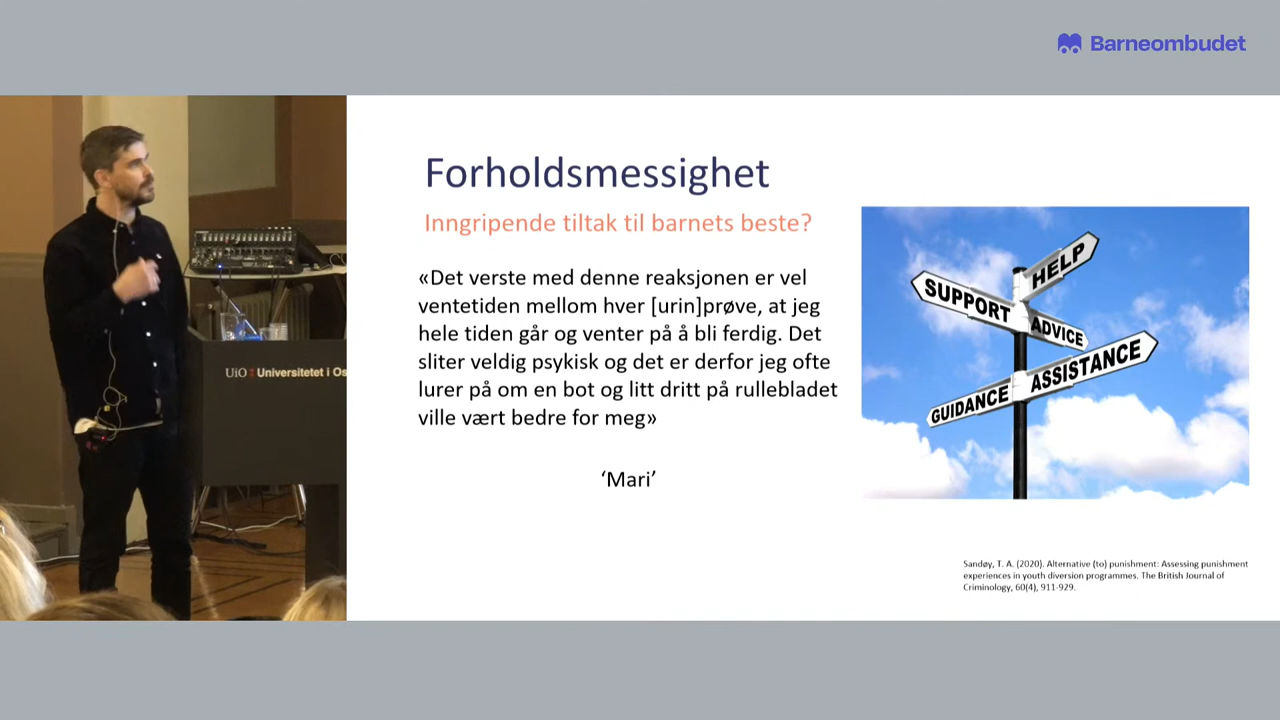 Barneombudet
Forholdsmessighet
Inngripende tiltak til barnets beste?
«Det verste med denne reaksjonen er vel
ventetiden mellom hver [urin]prøve, at jeg
hele tiden går og venter på å bli ferdig. Det
sliter veldig psykisk og det er derfor jeg ofte
lurer på om en bot og litt dritt på rullebladet
ville vært bedre for meg»
‘Mari’
HELP
SUPPORT
ADVICE
ASSISTANCE
GUIDANCE
UiO Universitetet i Os
Sandøy, T. A. (2020). Alternative (to) punishment: Assessing punishment
experiences in youth diversion programmes. The British Journal of
Criminology, 60(4), 911-929.